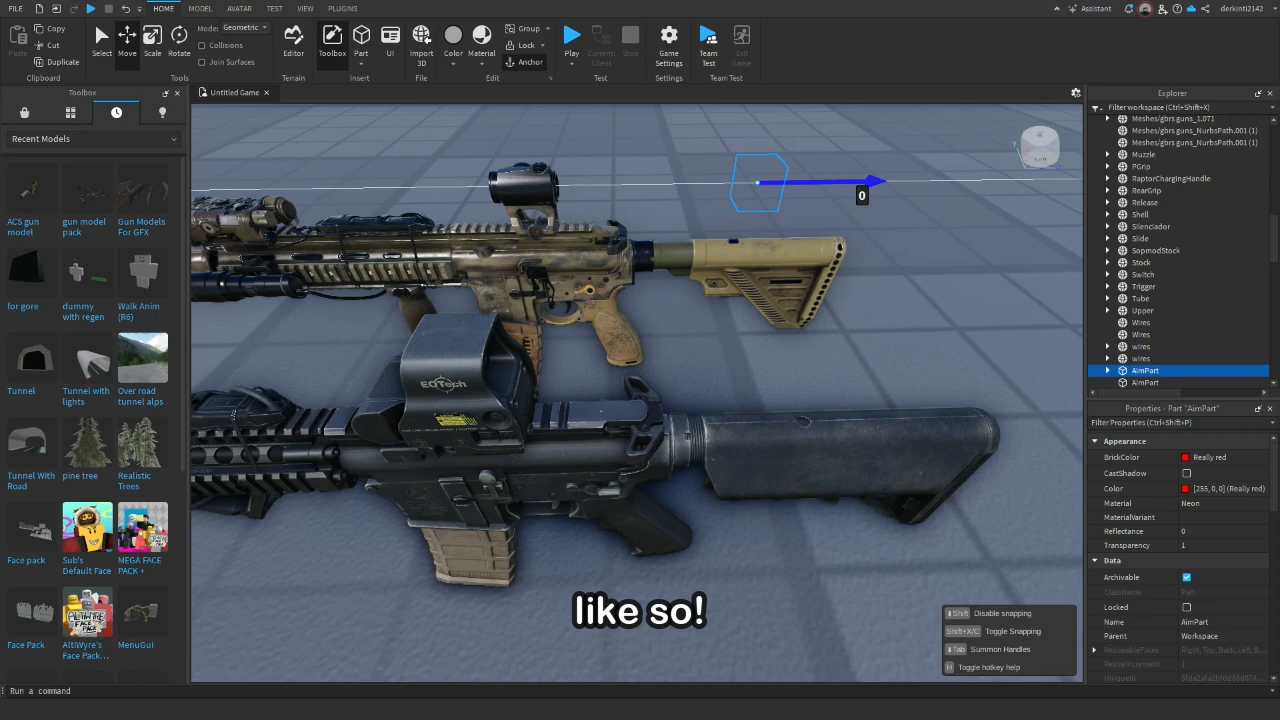 FILE HOME MODEL AVATAR TEST VIEW PLUGINS Assistant derkintl2142
Paste Copy Cut Duplicate Clipboard
Select Move Scale Rotate Mode: Geometric Collisions Join Surfaces Tools
Editor Terrain
Toolbox Part UI Insert
Import 3D File
Color Material Group Lock Anchor Edit
Play Current: Client Stop Test
Game Settings Settings
Team Test Exit Game Team Test
Toolbox
Recent Models
ACS gun model
gun model pack
Gun Models For GFX
for gore
dummy with regen
Walk Anim (R6)
Tunnel
Tunnel with lights
Over road tunnel alps
Tunnel With Road
pine tree
Realistic Trees
Face pack
Sub's Default Face
MEGA FACE PACK +
Face Pack
AltiWyre's Face Pack...
MenuGui
Untitled Game
0
EOTech
like so!
Shift Disable snapping
Shift+X/C Toggle Snapping
Tab Summon Handles
H Toggle hotkey help
Explorer
Filter workspace (Ctrl+Shift+X)
Meshes/gbrs guns_1.071
Meshes/gbrs guns_NurbsPath.001 (1)
Meshes/gbrs guns_NurbsPath.001 (1)
Muzzle
PGrip
RaptorChargingHandle
RearGrip
Release
Shell
Silenciador
Slide
SopmodStock
Stock
Switch
Trigger
Tube
Upper
Wires
Wires
wires
wires
AimPart
AimPart
Properties - Part "AimPart"
Filter Properties (Ctrl+Shift+P)
Appearance
BrickColor Really red
CastShadow
Color [255, 0, 0] (Really red)
Material Neon
MaterialVariant
Reflectance 0
Transparency 1
Data
Archivable
ClassName Part
Locked
Name AimPart
Parent Workspace
ResizeableFaces Right, Top, Back, Left, B...
ResizeIncrement 1
UniqueId
Run a command